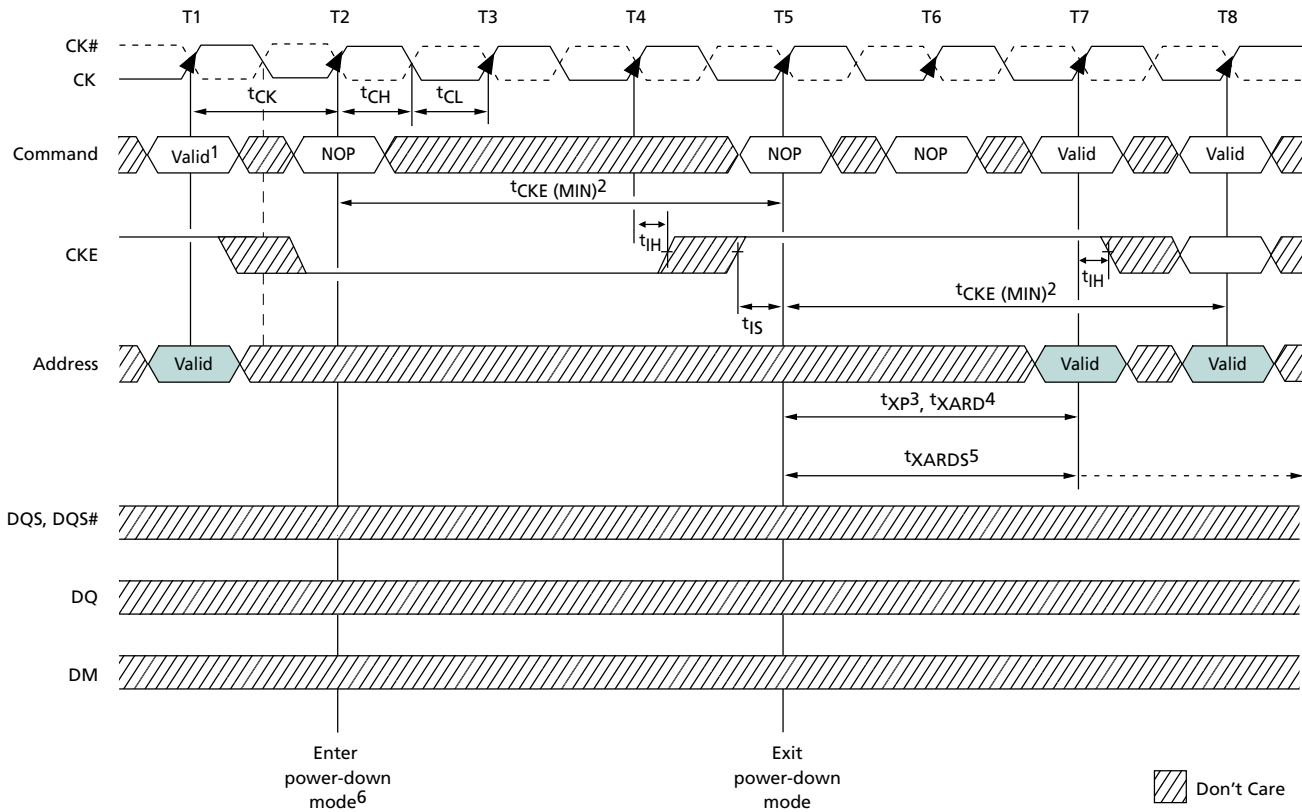 T1 T2 T3 T4 T5 T6 T7 T8
CK#
CK
tCK tCH tCL
Command Valid1 NOP NOP NOP Valid Valid
tCKE (MIN)2
CKE tIH tIH
tCKE (MIN)2
tIS
Address Valid Valid Valid
tXP3, tXARD4
tXARDS5
DQS, DQS#
DQ
DM
Enter
power-down
mode6
Exit
power-down
mode
Don't Care